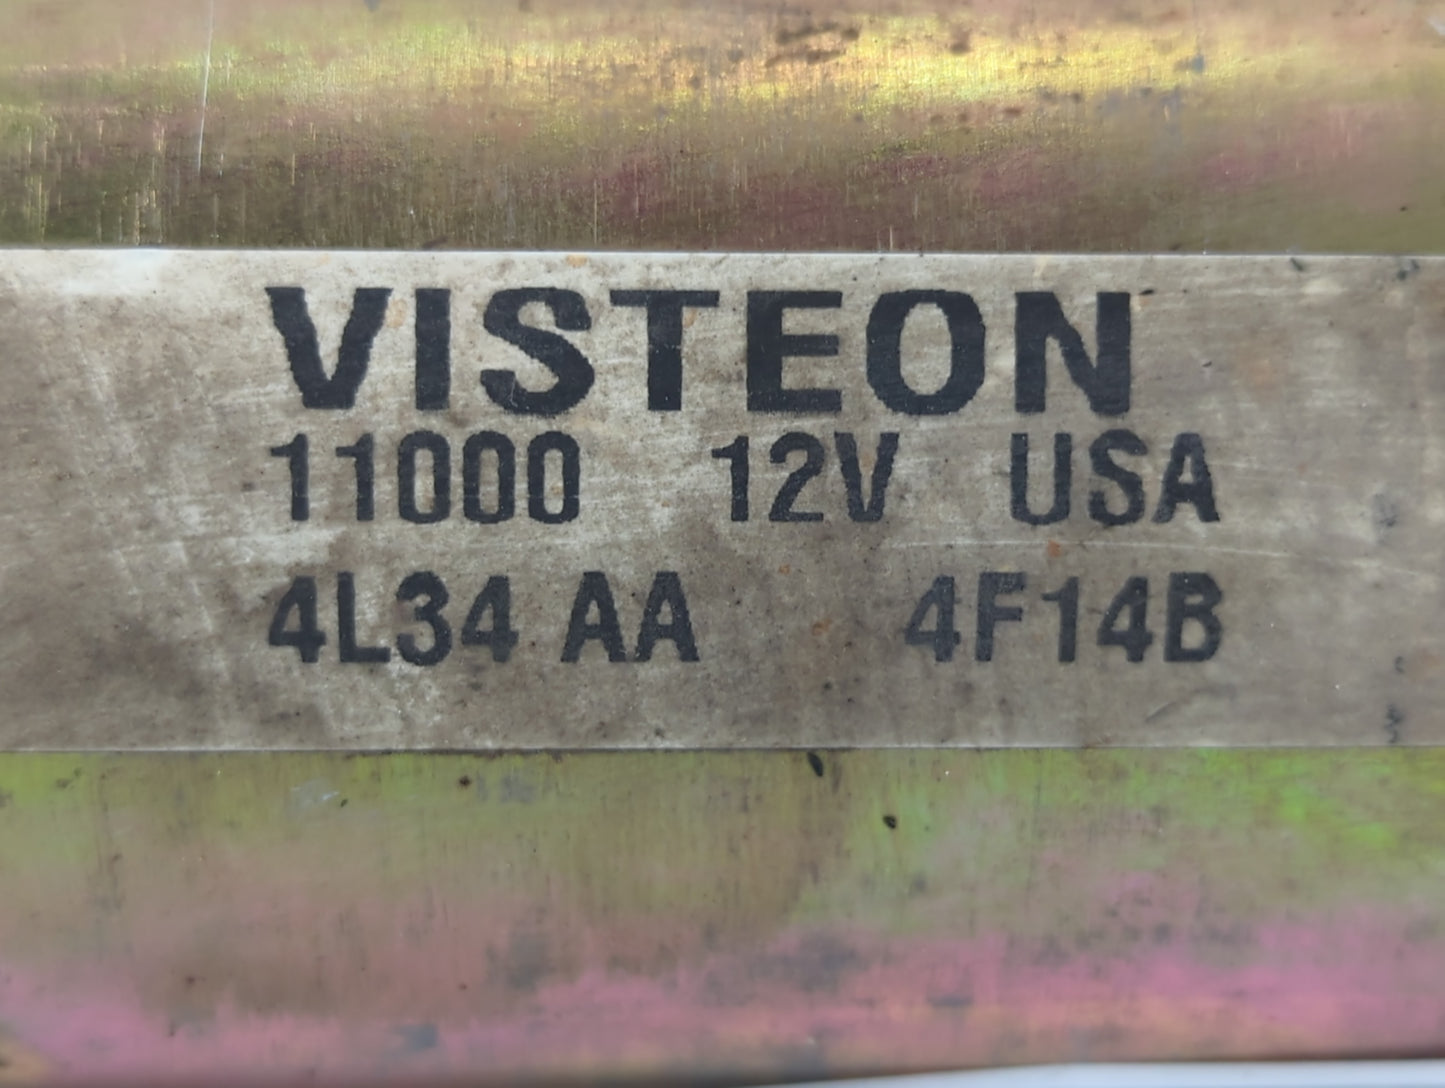 VISTEON
11000 12V USA
4L34 AA 4F14B